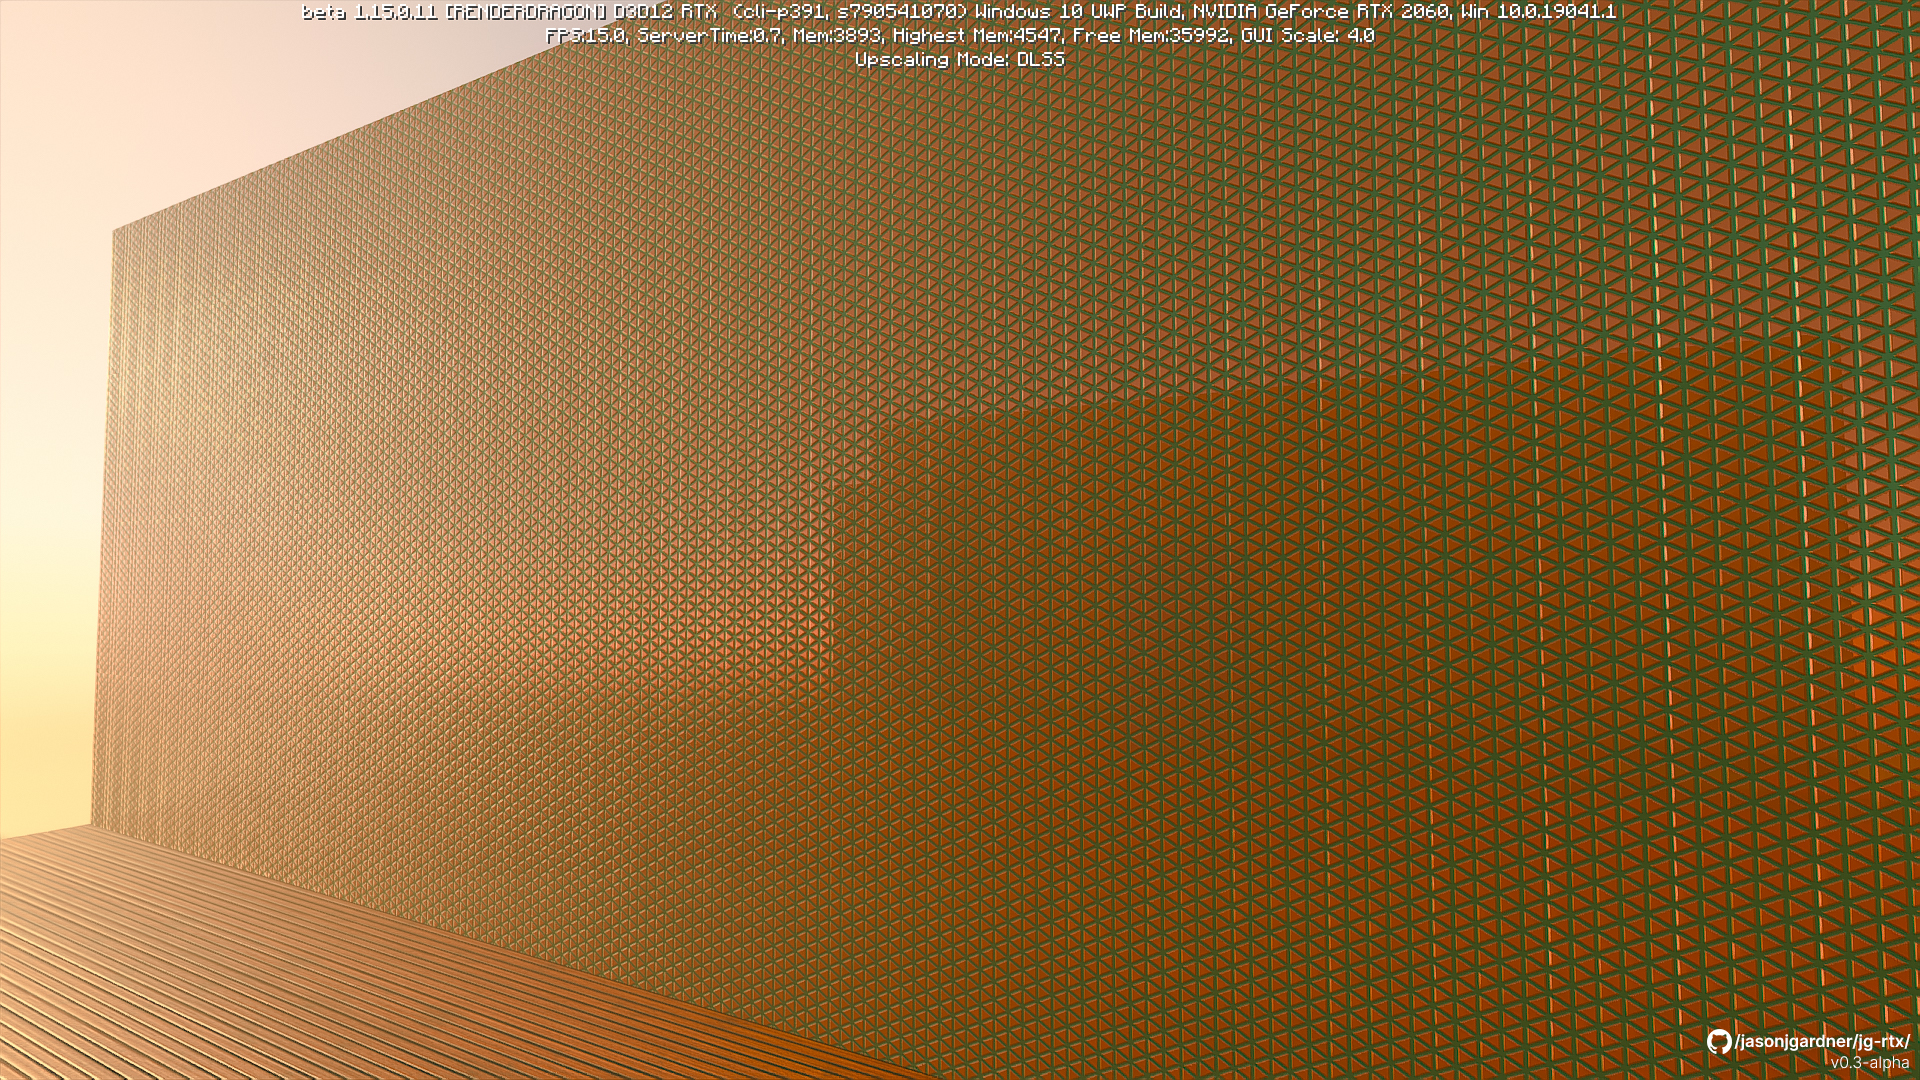 beta 1.15.0.11 [RENDERDRAGON] D3D12 RTX (cli-p391, s790541070) Windows 10 UWP Build, NVIDIA GeForce RTX 2060, Win 10.0.19041.1
FPS:15.0, ServerTime:0.7, Mem:3893, Highest Mem:4547, Free Mem:35992, GUI Scale: 4.0
Upscaling Mode: DLSS
/jasonjgardner/jg-rtx/
v0.3-alpha